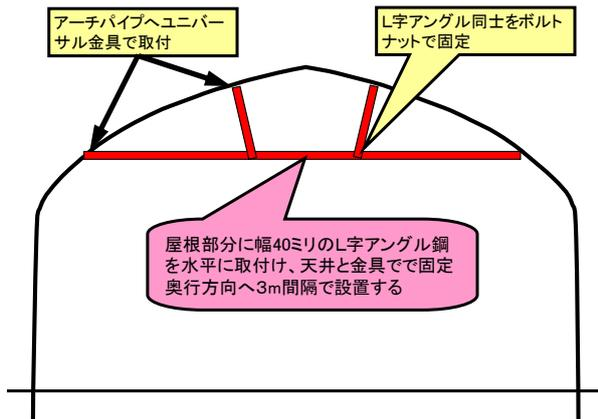 アーチパイプへユニバー
サル金具で取付
L字アングル同士をボルト
ナットで固定
屋根部分に幅40ミリのL字アングル鋼
を水平に取付け、天井と金具でで固定
奥行方向へ3m間隔で設置する